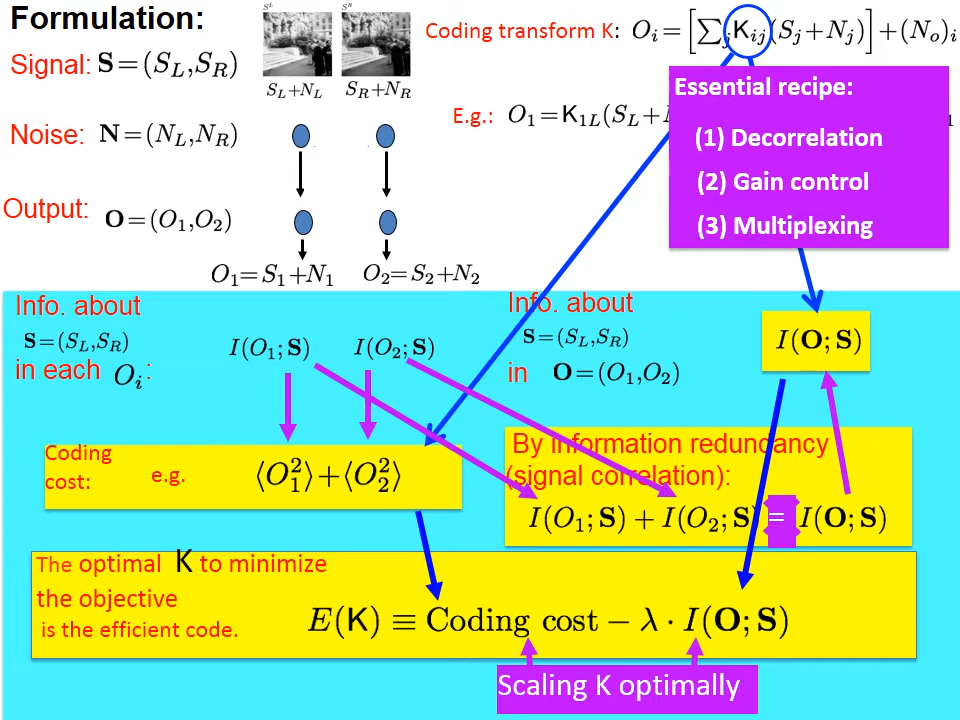 Formulation:
S^L S^R
Coding transform K: O_i = [∑_j K_ij (S_j + N_j)] + (N_o)_i
Signal: S = (S_L, S_R)
S_L + N_L S_R + N_R
Essential recipe:
E.g.: O_1 = K_1L (S_L +
(1) Decorrelation
Noise: N = (N_L, N_R)
(2) Gain control
Output: O = (O_1, O_2)
(3) Multiplexing
O_1 = S_1 + N_1 O_2 = S_2 + N_2
Info. about
S = (S_L, S_R)
in each O_i :
I(O_1; S) I(O_2; S)
Info. about
S = (S_L, S_R)
in O = (O_1, O_2)
I(O; S)
Coding
cost: e.g. ⟨O_1^2⟩ + ⟨O_2^2⟩
By information redundancy
(signal correlation):
I(O_1; S) + I(O_2; S) = I(O; S)
The optimal K to minimize
the objective
is the efficient code.
E(K) ≡ Coding cost − λ · I(O; S)
Scaling K optimally